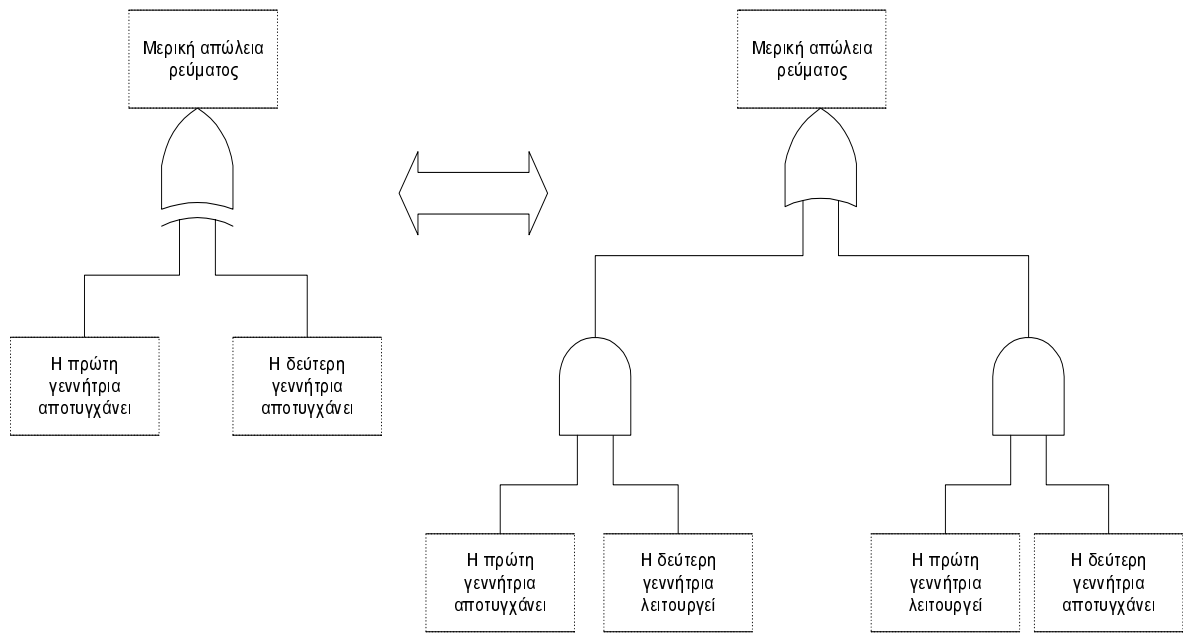 Μερική απώλεια
ρεύματος
Μερική απώλεια
ρεύματος
Η πρώτη
γεννήτρια
αποτυγχάνει
Η δεύτερη
γεννήτρια
αποτυγχάνει
Η πρώτη
γεννήτρια
αποτυγχάνει
Η δεύτερη
γεννήτρια
λειτουργεί
Η πρώτη
γεννήτρια
λειτουργεί
Η δεύτερη
γεννήτρια
αποτυγχάνει